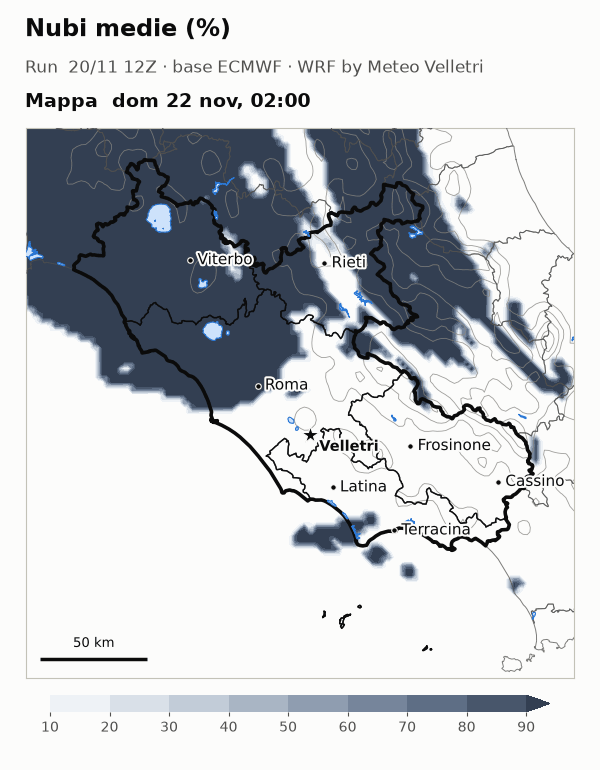 Nubi medie (%)
Run 20/11 12Z · base ECMWF · WRF by Meteo Velletri
Mappa dom 22 nov, 02:00
Viterbo
Rieti
Roma
Velletri
Frosinone
Latina
Cassino
Terracina
50 km
10 20 30 40 50 60 70 80 90